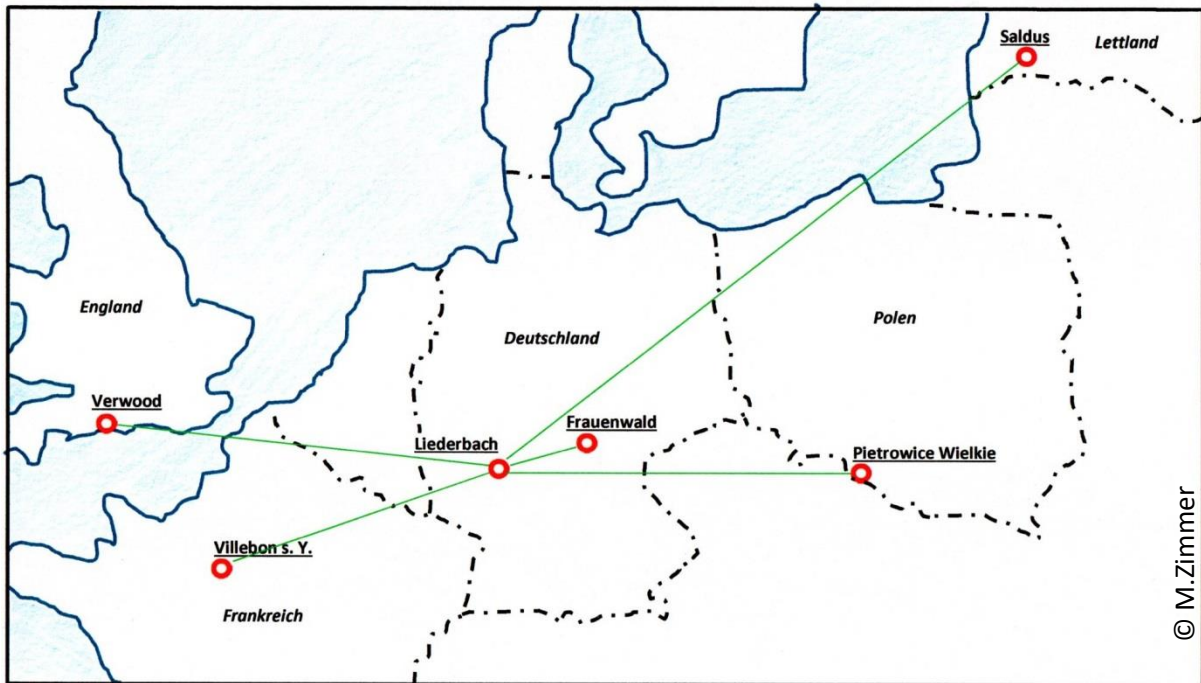 Saldus
Lettland
England
Deutschland
Polen
Verwood
Frauenwald
Liederbach
Pietrowice Wielkie
Villebon s. Y.
Frankreich
© M.Zimmer